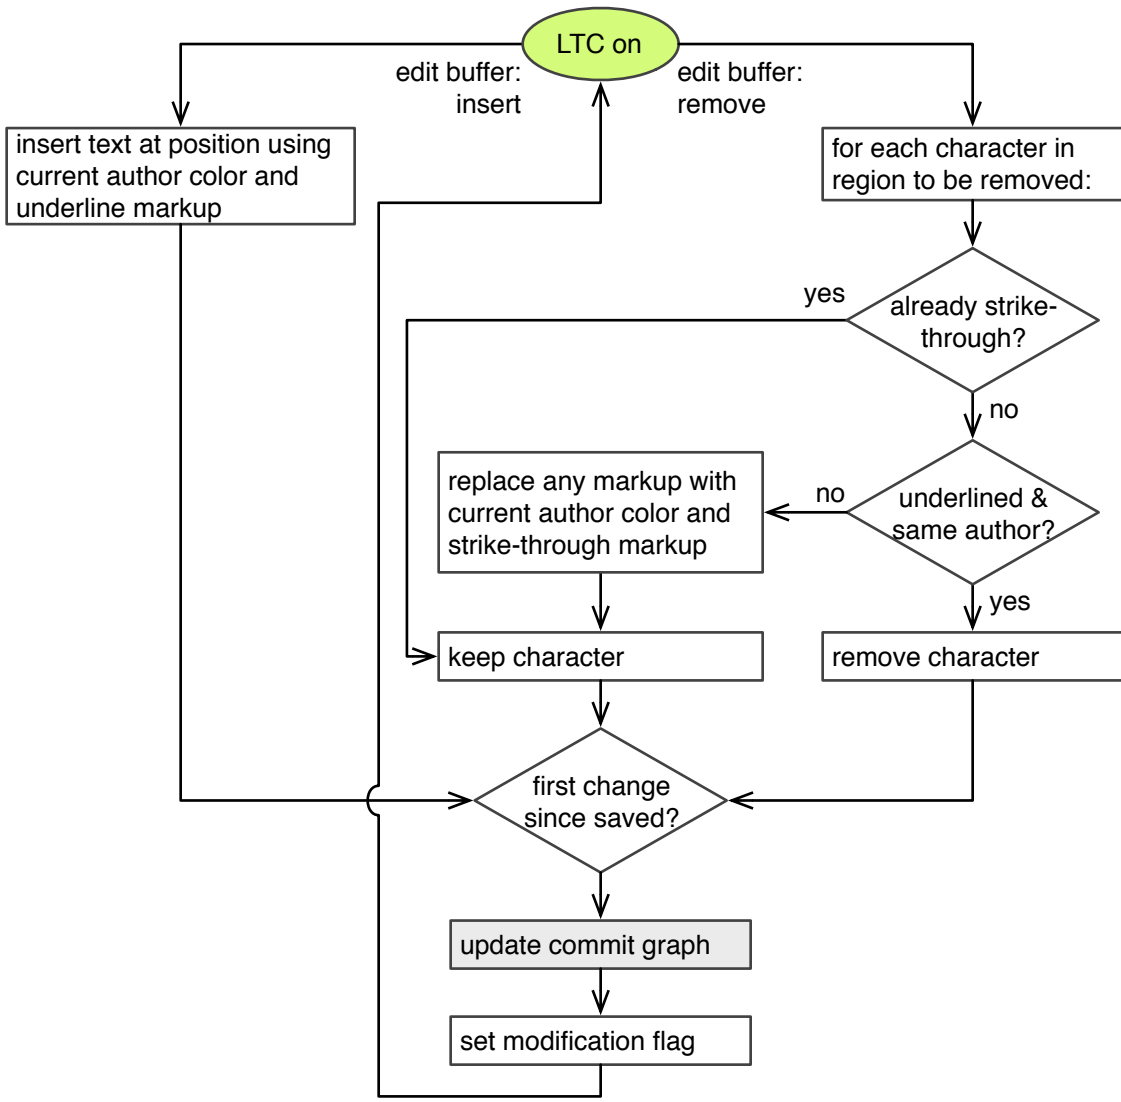 LTC on
edit buffer:
insert
edit buffer:
remove
insert text at position using
current author color and
underline markup
for each character in
region to be removed:
yes
already strike-
through?
no
replace any markup with
current author color and
strike-through markup
no
underlined &
same author?
yes
keep character
remove character
first change
since saved?
update commit graph
set modification flag